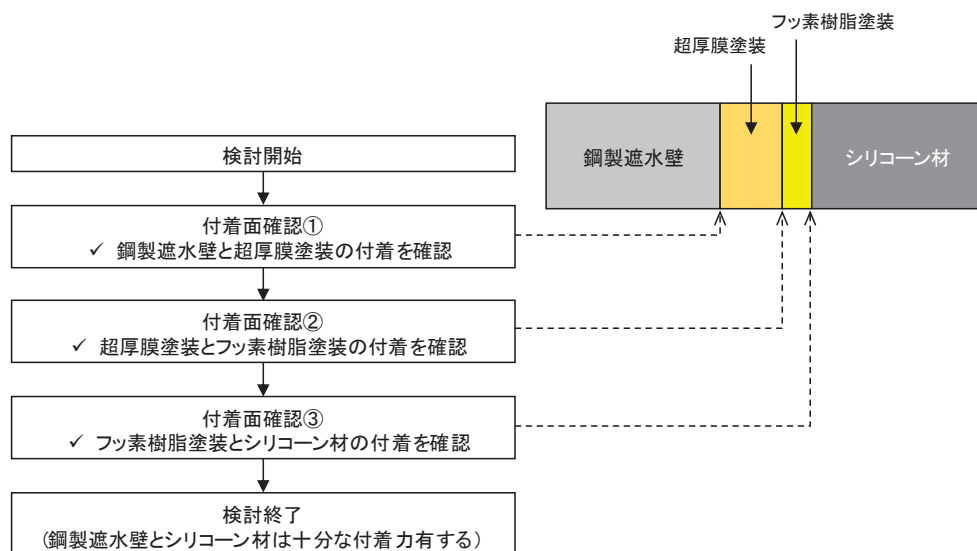 フッ素樹脂塗装
超厚膜塗装
鋼製遮水壁
シリコーン材
検討開始
付着面確認①
✓ 鋼製遮水壁と超厚膜塗装の付着を確認
付着面確認②
✓ 超厚膜塗装とフッ素樹脂塗装の付着を確認
付着面確認③
✓ フッ素樹脂塗装とシリコーン材の付着を確認
検討終了
(鋼製遮水壁とシリコーン材は十分な付着力有する)